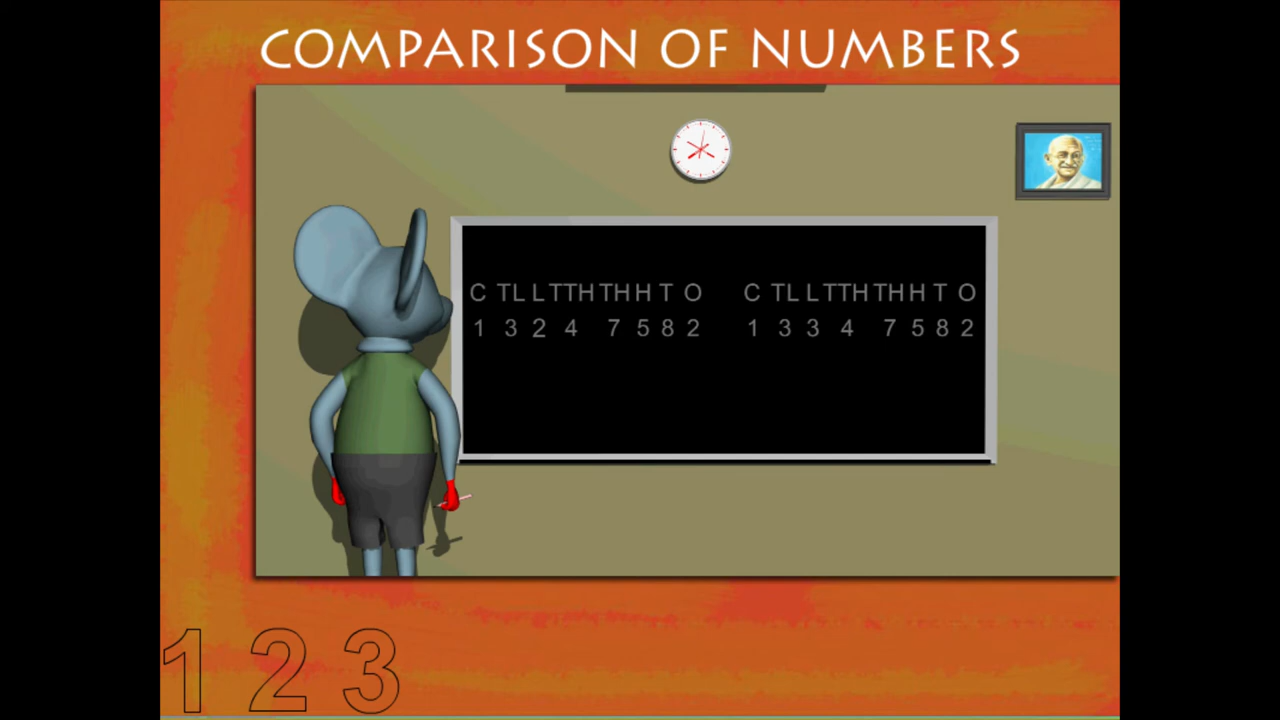 COMPARISON OF NUMBERS
C TL L TTH TH H T O C TL L TTH TH H T O
1 3 2 4 7 5 8 2 1 3 3 4 7 5 8 2
1 2 3